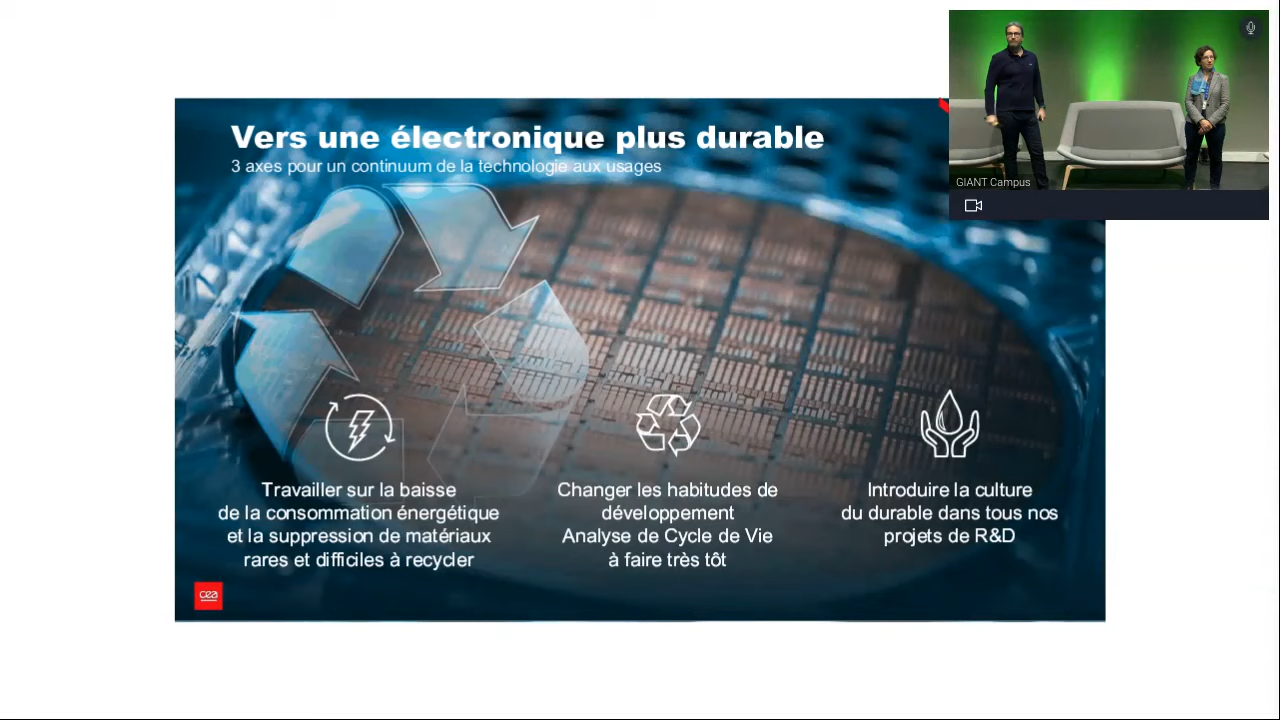 Vers une électronique plus durable
3 axes pour un continuum de la technologie aux usages
GIANT Campus
Travailler sur la baisse
de la consommation énergétique
et la suppression de matériaux
rares et difficiles à recycler
Changer les habitudes de
développement
Analyse de Cycle de Vie
à faire très tôt
Introduire la culture
du durable dans tous nos
projets de R&D
cea